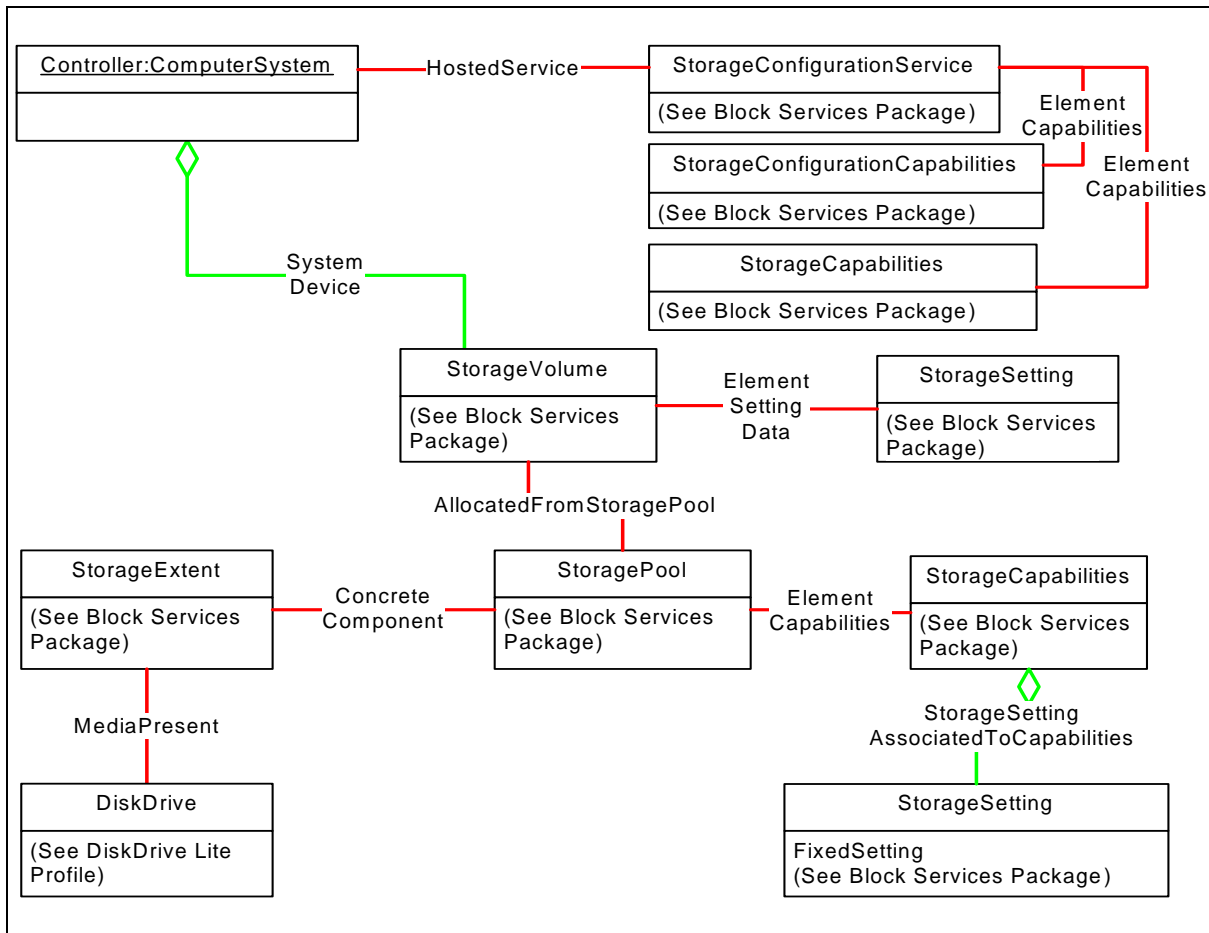 Controller:ComputerSystem
HostedService
StorageConfigurationService
(See Block Services Package)
Element
Capabilities
StorageConfigurationCapabilities
(See Block Services Package)
Element
Capabilities
StorageCapabilities
(See Block Services Package)
System
Device
StorageVolume
(See Block Services
Package)
Element
Setting
Data
StorageSetting
(See Block Services
Package)
AllocatedFromStoragePool
StorageExtent
(See Block Services
Package)
Concrete
Component
StoragePool
(See Block Services
Package)
Element
Capabilities
StorageCapabilities
(See Block Services
Package)
MediaPresent
StorageSetting
AssociatedToCapabilities
DiskDrive
(See DiskDrive Lite
Profile)
StorageSetting
FixedSetting
(See Block Services Package)